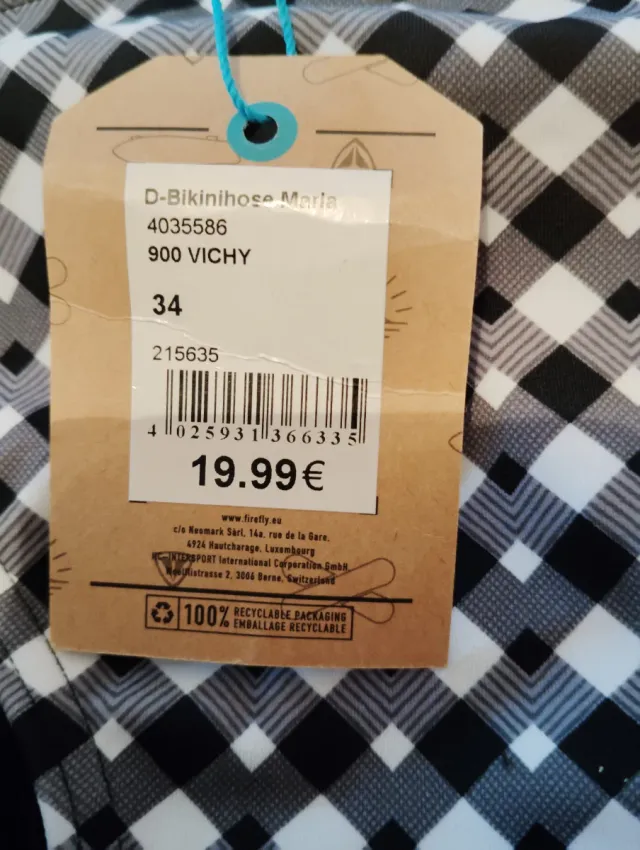 D-Bikinihose Maria
4035586
900 VICHY
34
215635
4 025931 366335
19.99€
www.firefly.eu
c/o Nesmark Sàrl, 14a, rue de la Gare,
4924 Hautcharage, Luxembourg
INTERSPORT International Corporation GmbH,
2, 3006 Berne, Switzerland
100% RECYCLABLE PACKAGING
EMBALLAGE RECYCLABLE